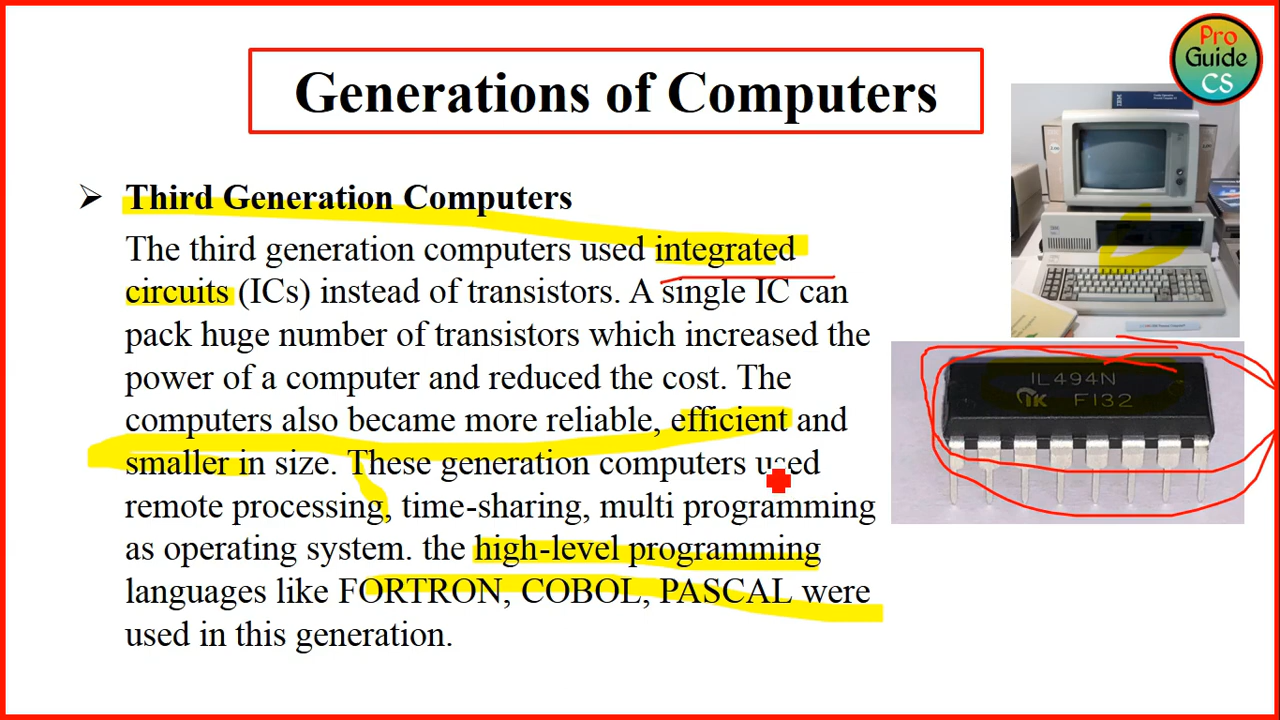 Pro
Guide
CS
Generations of Computers
Third Generation Computers
The third generation computers used integrated
circuits (ICs) instead of transistors. A single IC can
pack huge number of transistors which increased the
power of a computer and reduced the cost. The
computers also became more reliable, efficient and
smaller in size. These generation computers used
remote processing, time-sharing, multi programming
as operating system. the high-level programming
languages like FORTRON, COBOL, PASCAL were
used in this generation.
IL494N
IK F132